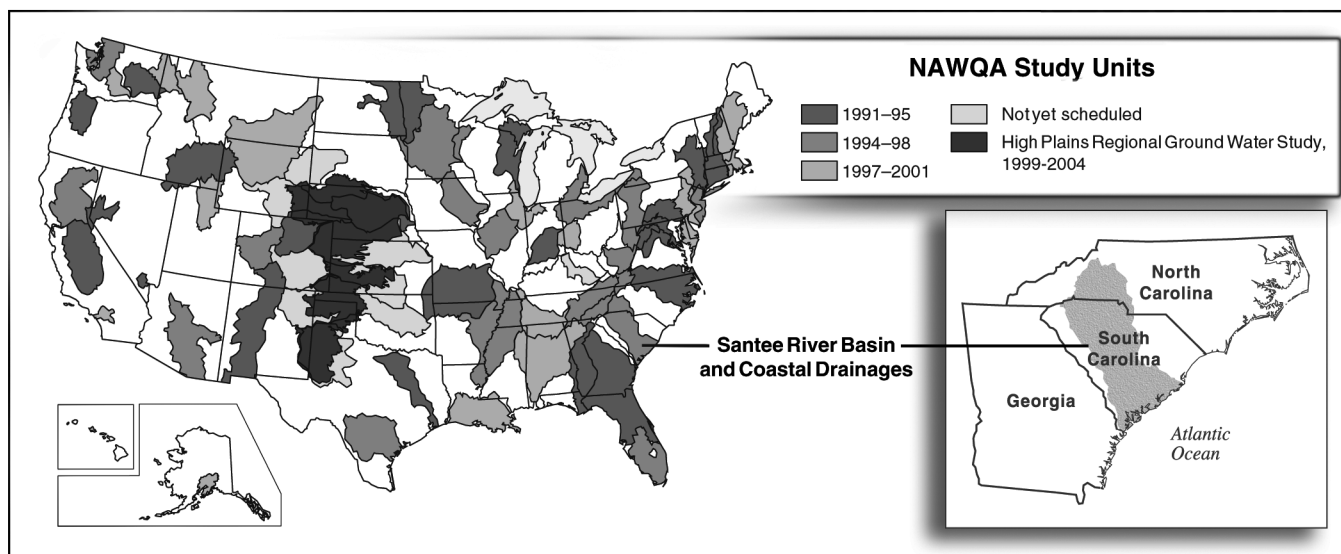 NAWQA Study Units
1991–95
1994–98
1997–2001
Not yet scheduled
High Plains Regional Ground Water Study,
1999-2004
Santee River Basin
and Coastal Drainages
North
Carolina
South
Carolina
Georgia
Atlantic
Ocean